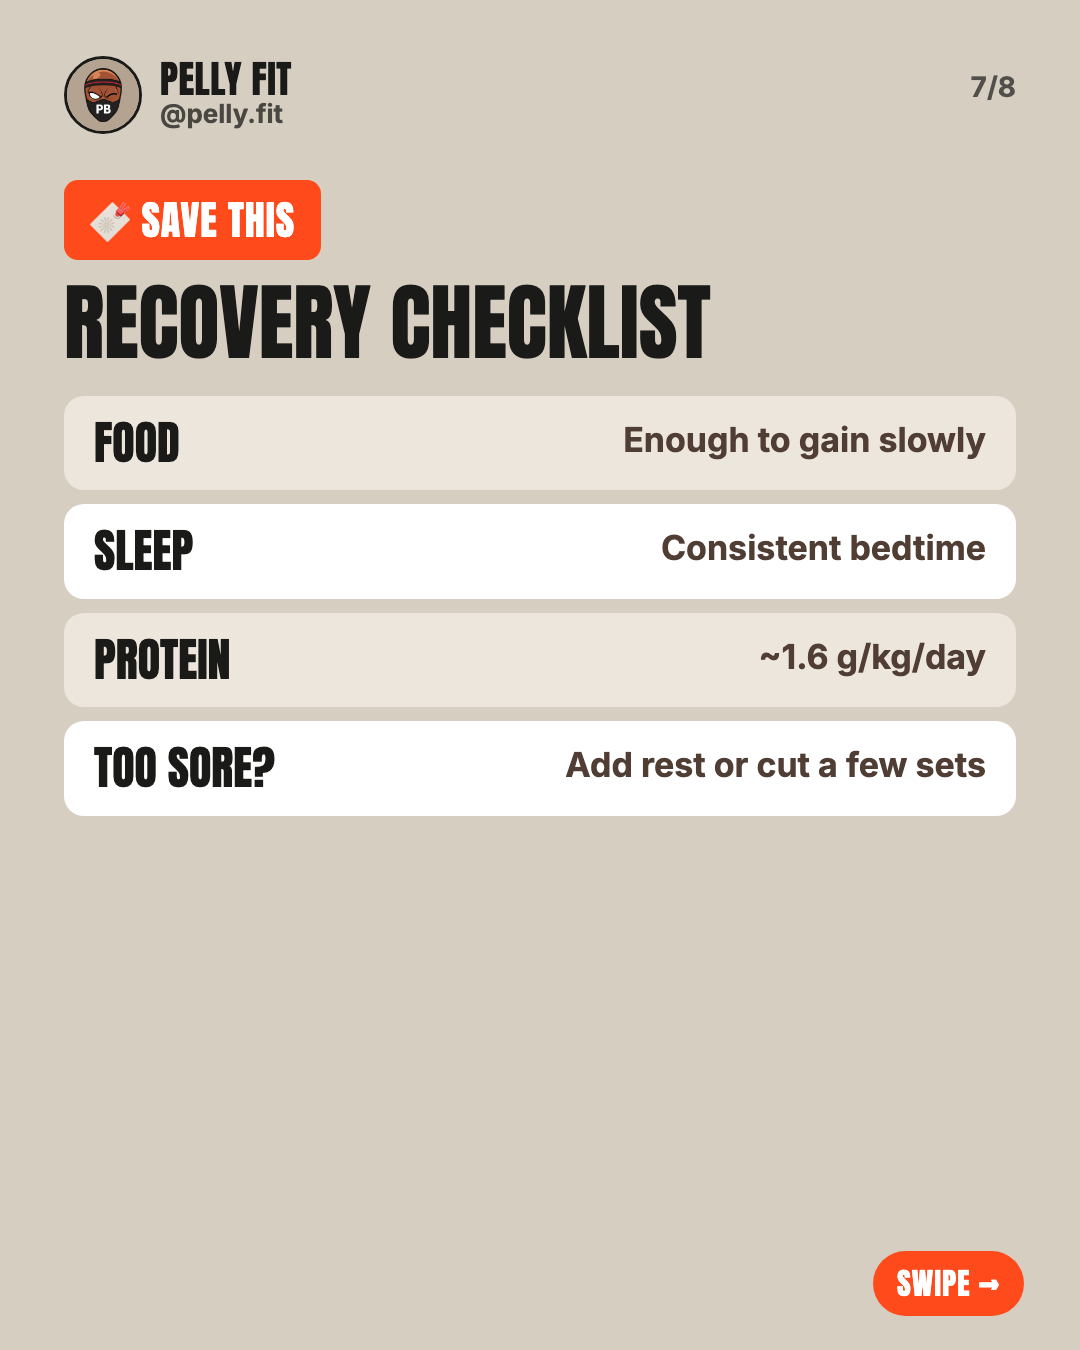 PELLY FIT
@pelly.fit
7/8
PB
SAVE THIS
RECOVERY CHECKLIST
FOOD Enough to gain slowly
SLEEP Consistent bedtime
PROTEIN ~1.6 g/kg/day
TOO SORE? Add rest or cut a few sets
SWIPE →